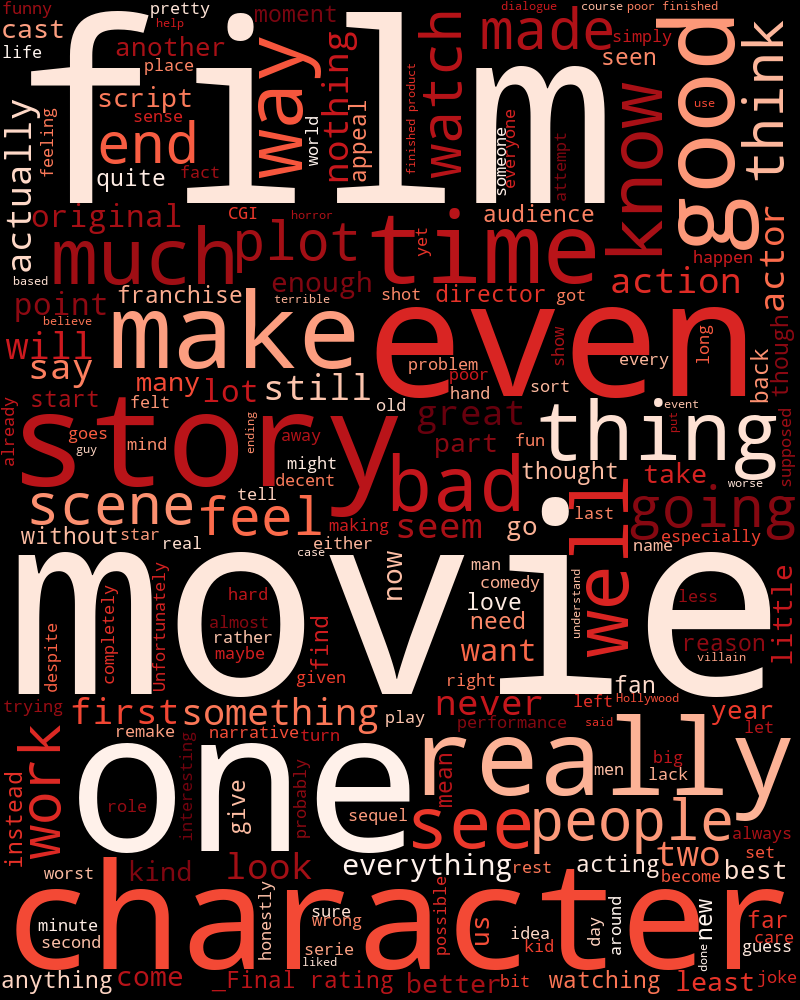 funny
pretty
help
moment
dialogue
course
poor finished
cast
life
another
place
made
simply
seen
film
way
watch
good
think
script
sense
end
nothing
appeal
finished product
world
someone
everyone
attempt
use
know
actually
feeling
quite
fact
original
CGI
horror
audience
much
plot
time
yet
happen
actor
based
enough
action
point
franchise
terrible
shot
director
got
believe
make
even
show
long
though
will
say
problem
poor
every
back
many
lot
still
hand
sort
start
felt
old
great
thing
event
put
already
story
goes
guy
mind
ending
away
part
fun
supposed
might
decent
bad
thought
take
worse
scene
tell
feel
making
seem
go
well
last
going
without
star
real
either
especially
name
case
now
movie
man
comedy
understand
love
need
less
little
hard
almost
rather
maybe
find
despite
completely
Unfortunately
want
reason
villain
given
right
fan
trying
first
something
play
never
left
Hollywood
year
performance
said
let
remake
narrative
turn
work
one
really
instead
interesting
probably
mean
men
big
lack
role
give
sequel
see
people
always
two
set
worst
kind
look
everything
rest
acting
become
best
character
honestly
sure
wrong
possible
us
idea
day
around
new
far
minute
second
serie
kid
care
guess
liked
done
anything
come
_Final rating
better
bit
watching
least
joke